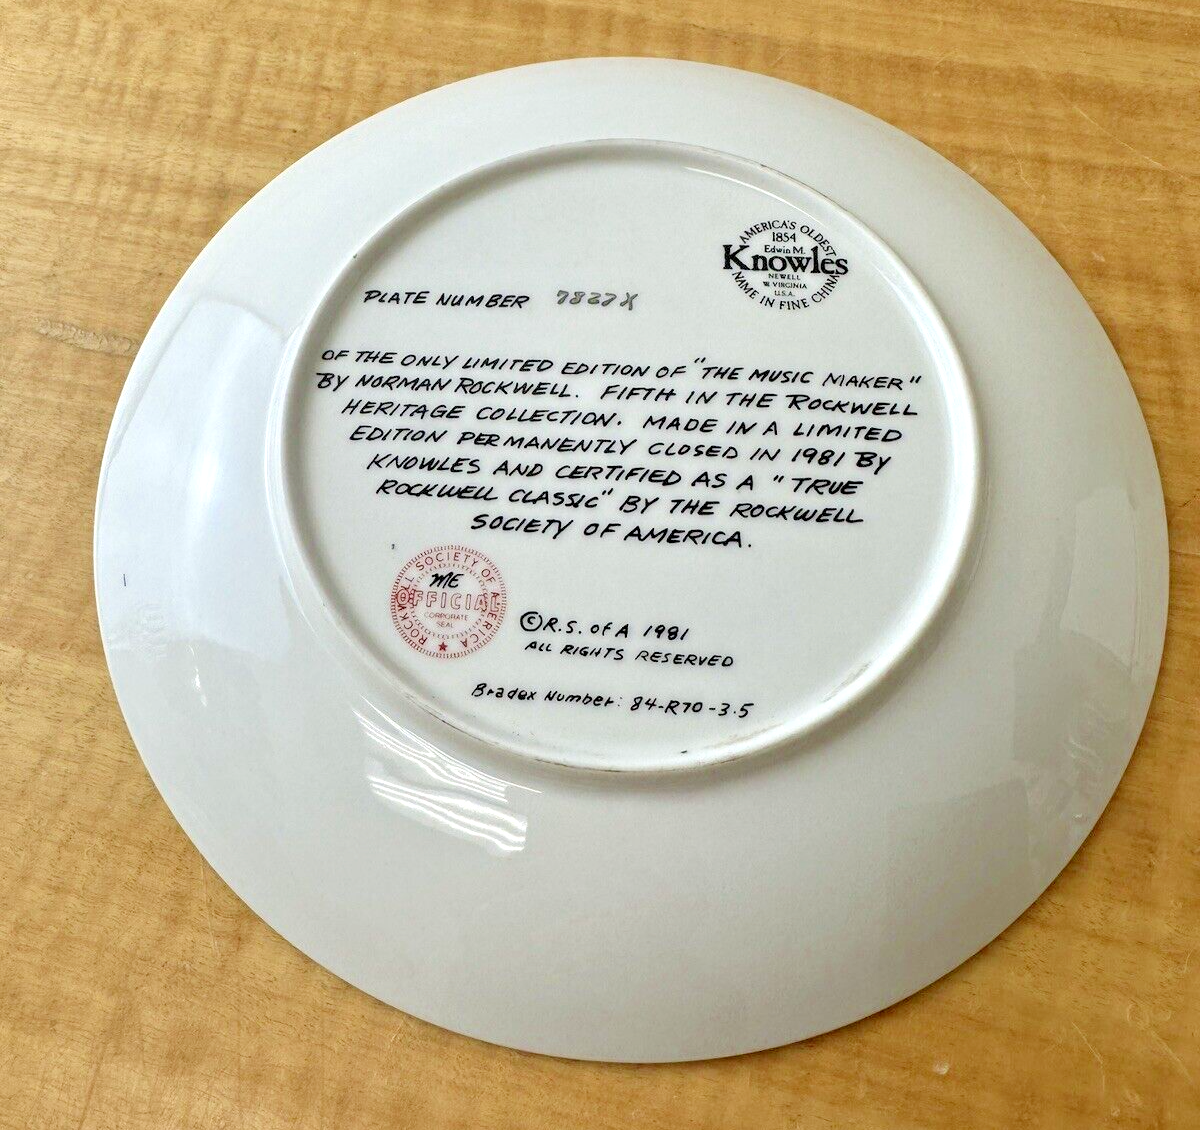 AMERICA'S OLDEST
1854
Edwin M.
Knowles
NEWELL
W. VIRGINIA
U.S.A.
NAME IN FINE CHINA
PLATE NUMBER 7827X
OF THE ONLY LIMITED EDITION OF "THE MUSIC MAKER"
BY NORMAN ROCKWELL. FIFTH IN THE ROCKWELL
HERITAGE COLLECTION. MADE IN A LIMITED
EDITION PERMANENTLY CLOSED IN 1981 BY
KNOWLES AND CERTIFIED AS A "TRUE
ROCKWELL CLASSIC" BY THE ROCKWELL
SOCIETY OF AMERICA.
ROCKWELL SOCIETY OF AMERICA
ME
OFFICIAL
CORPORATE
SEAL
©R.S. OF A 1981
ALL RIGHTS RESERVED
Bradex Number: 84-R70-3.5